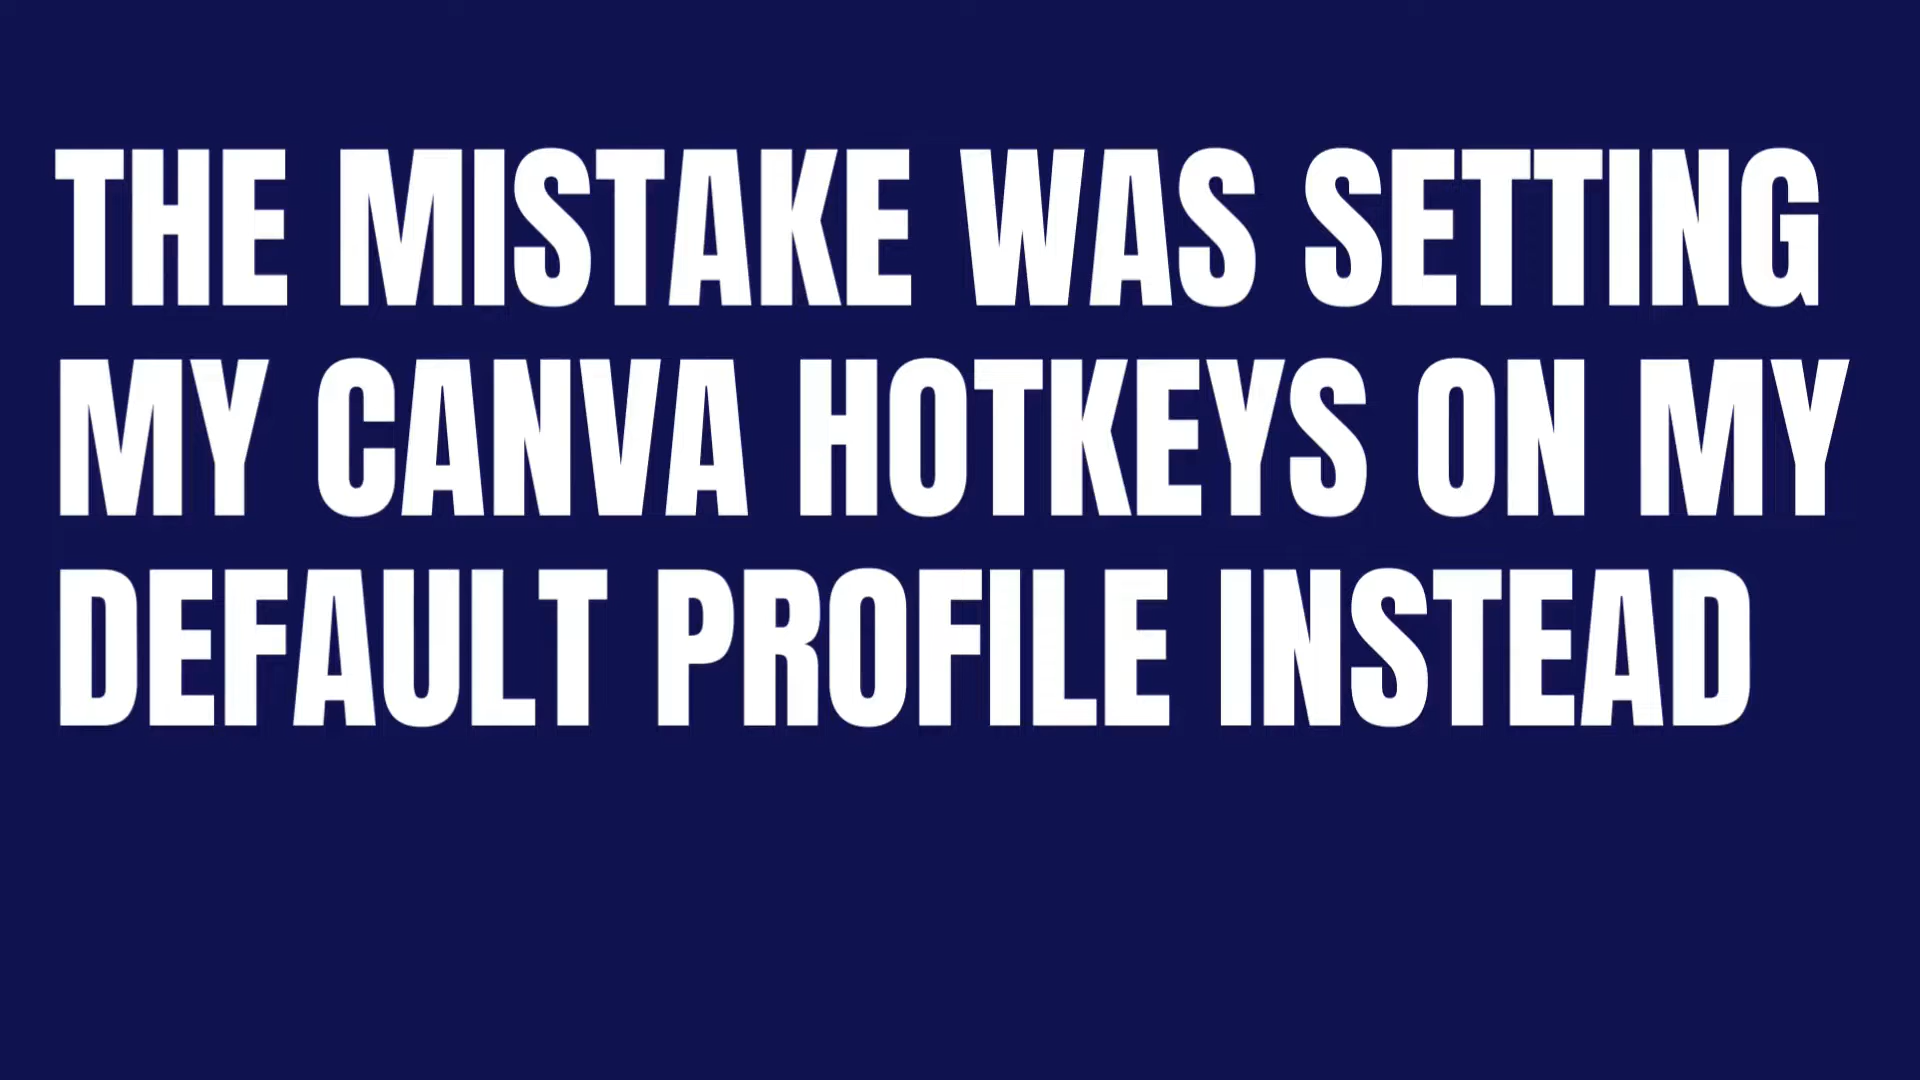 THE MISTAKE WAS SETTING
MY CANVA HOTKEYS ON MY
DEFAULT PROFILE INSTEAD